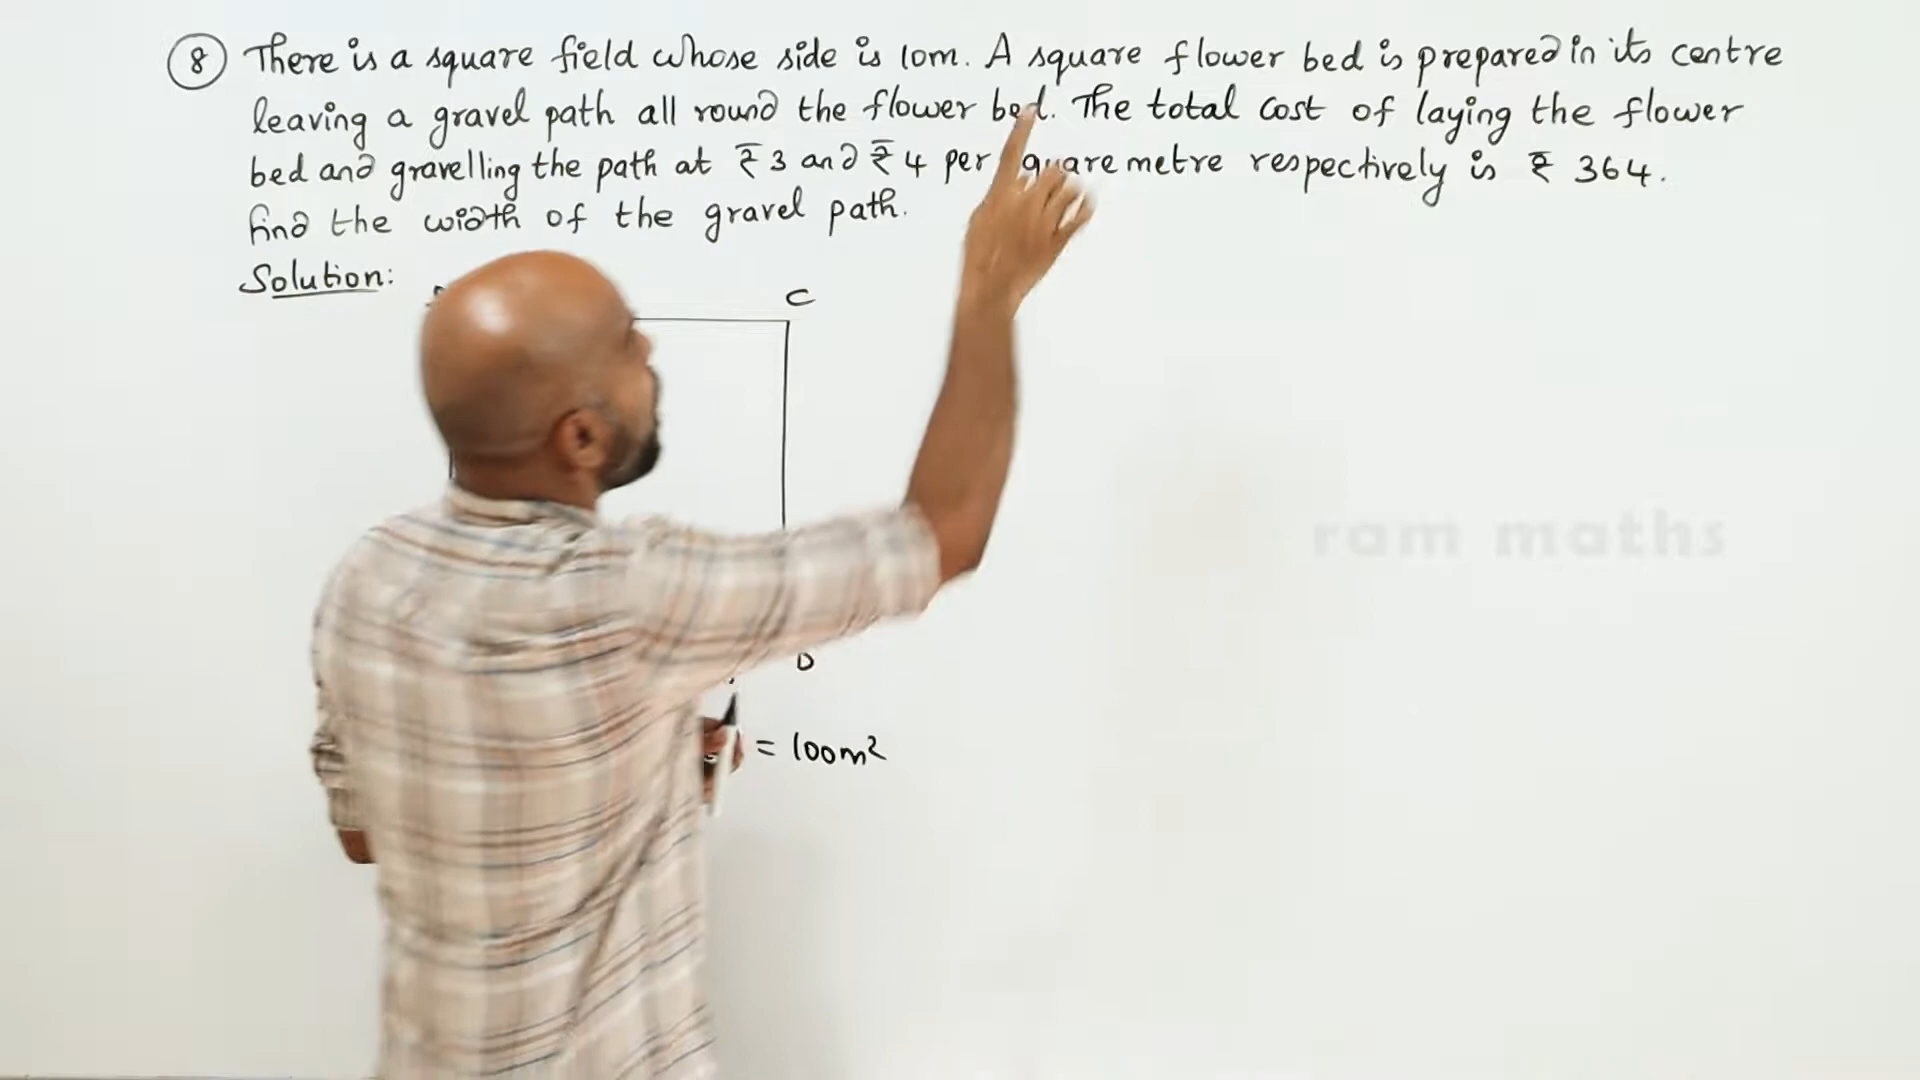 8 There is a square field whose side is 10m. A square flower bed is prepared in its centre
leaving a gravel path all round the flower bed. The total cost of laying the flower
bed and gravelling the path at ₹ 3 and ₹ 4 per square metre respectively is ₹ 364.
find the width of the gravel path.
Solution:
C
D
= 100m²
ram maths